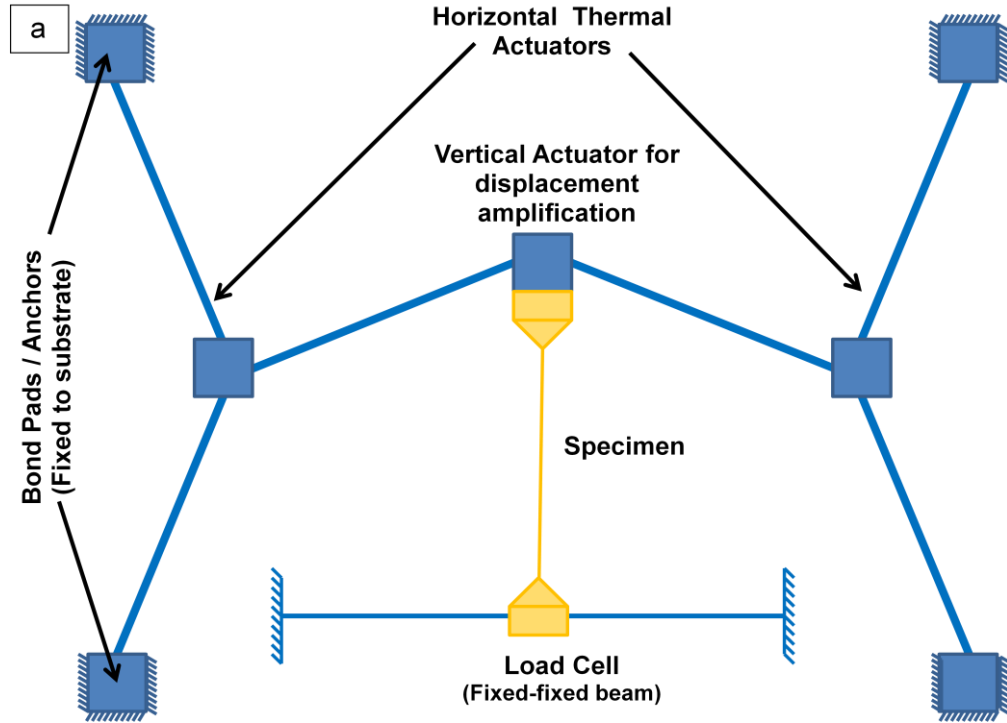 a
Horizontal Thermal
Actuators
Vertical Actuator for
displacement
amplification
Bond Pads / Anchors
(Fixed to substrate)
Specimen
Load Cell
(Fixed-fixed beam)